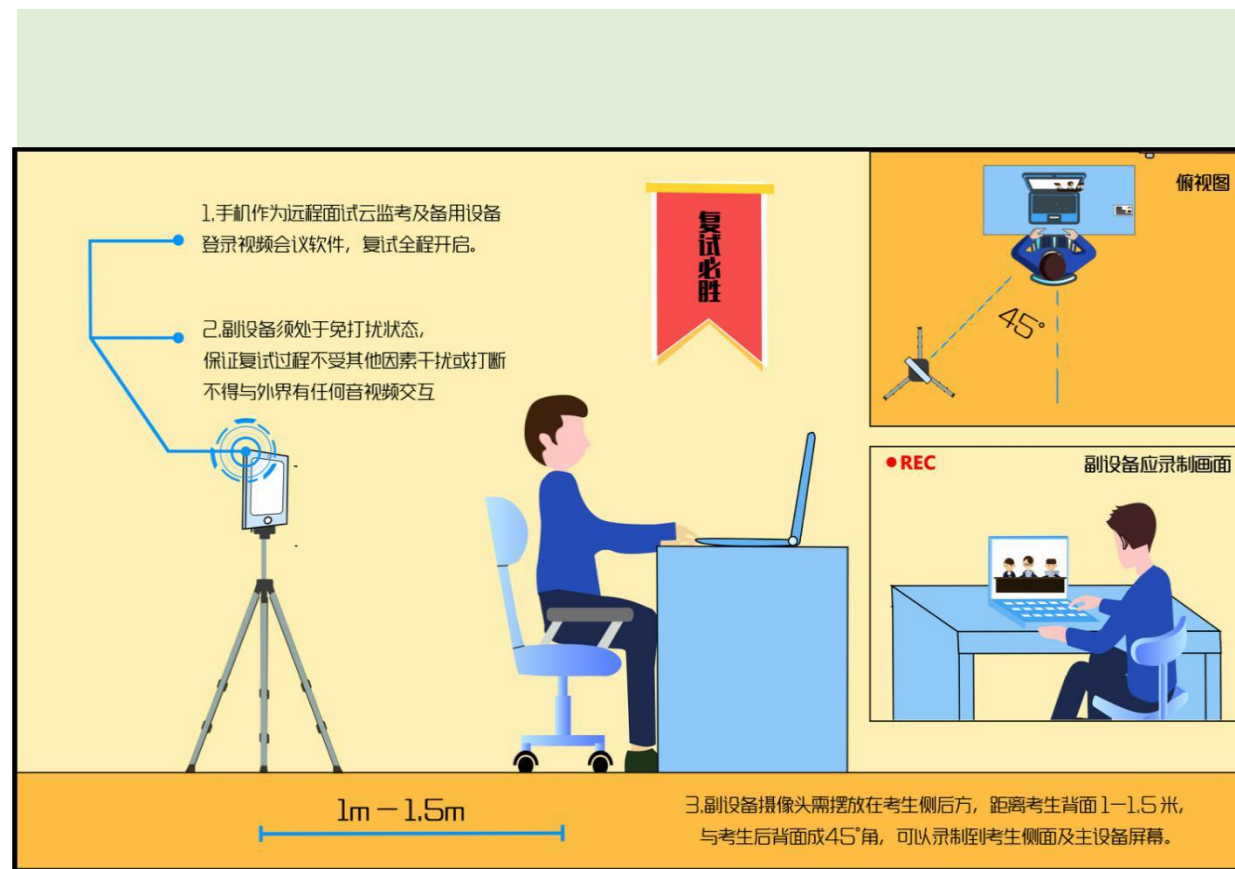 1.手机作为远程面试云监考及备用设备
登录视频会议软件，复试全程开启。
2.副设备须处于免打扰状态，
保证复试过程不受其他因素干扰或打断
不得与外界有任何音视频交互
复试必胜
俯视图
45°
●REC
副设备应录制画面
1m－1.5m
3.副设备摄像头需摆放在考生侧后方，距离考生背面1－1.5米，
与考生后背面成45°角，可以录制到考生侧面及主设备屏幕。